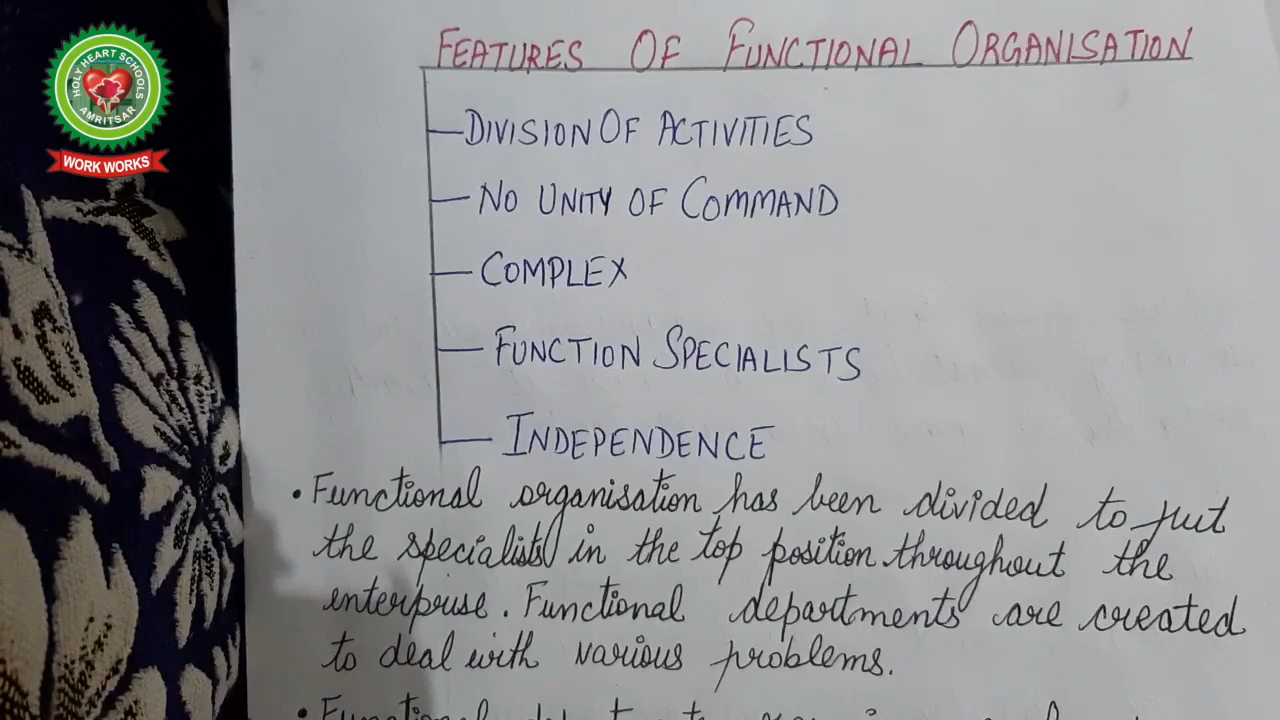 HOLY HEART SCHOOLS
AMRITSAR
WORK WORKS
FEATURES OF FUNCTIONAL ORGANISATION
DIVISION OF ACTIVITIES
NO UNITY OF COMMAND
COMPLEX
FUNCTION SPECIALISTS
INDEPENDENCE
• Functional organisation has been divided to put
the specialists in the top position throughout the
enterpruse. Functional departments are created
to deal with various problems.
• Functional